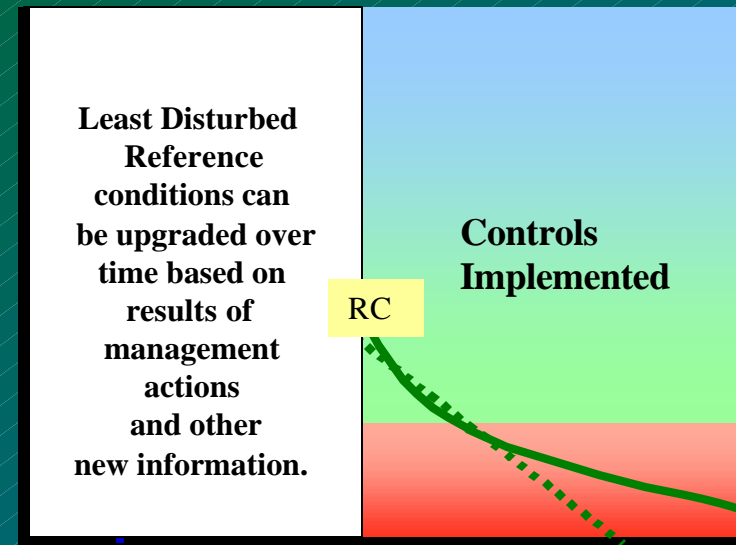 Least Disturbed
Reference
conditions can
be upgraded over
time based on
results of
management
actions
and other
new information.
RC
Controls
Implemented